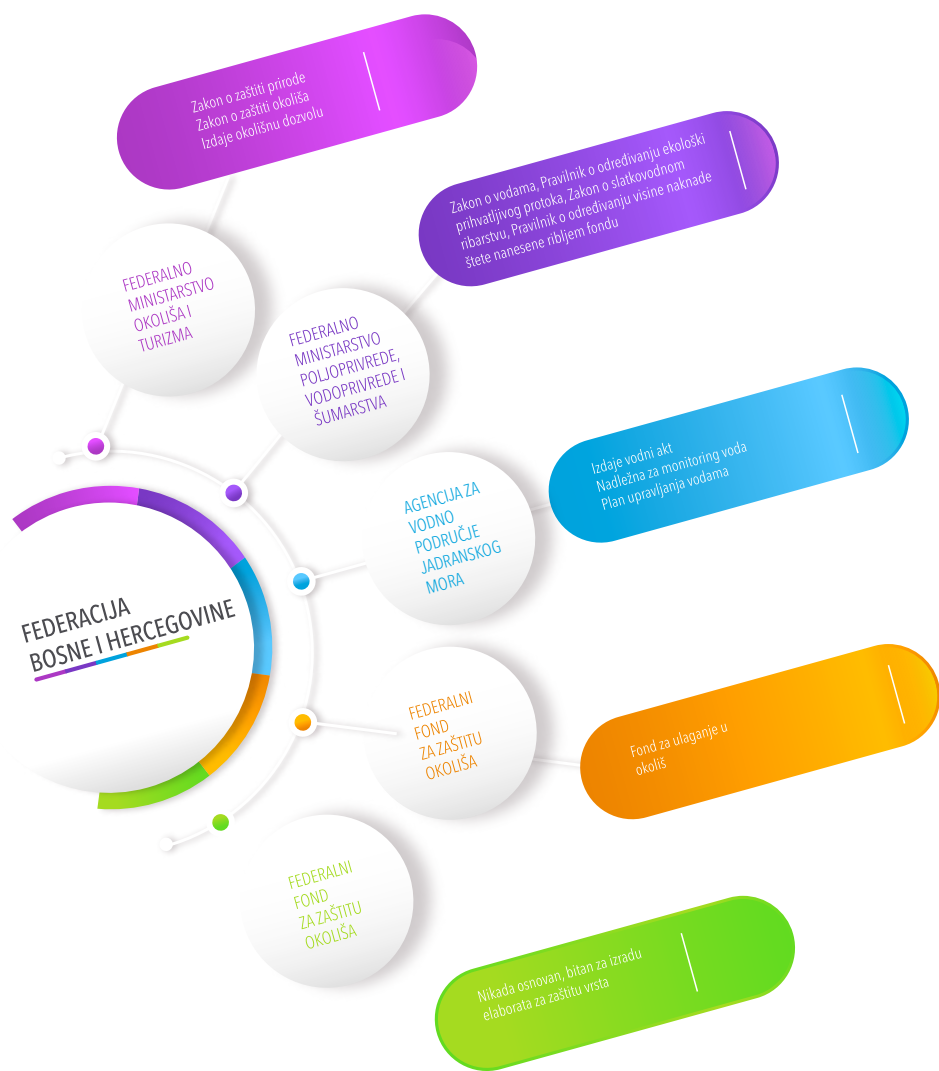 Zakon o zaštiti prirode
Zakon o zaštiti okoliša
Izdaje okolišnu dozvolu
FEDERALNO
MINISTARSTVO
OKOLIŠA I
TURIZMA
Zakon o vodama, Pravilnik o određivanju ekološki
prihvatljivog protoka, Zakon o slatkovodnom
ribarstvu, Pravilnik o određivanju visine naknade
štete nanesene ribljem fondu
FEDERALNO
MINISTARSTVO
POLJOPRIVREDE,
VODOPRIVREDE I
ŠUMARSTVA
Izdaje vodni akt
Nadležna za monitoring voda
Plan upravljanja vodama
AGENCIJA ZA
VODNO
PODRUČJE
JADRANSKOG
MORA
FEDERACIJA
BOSNE I HERCEGOVINE
FEDERALNI
FOND
ZA ZAŠTITU
OKOLIŠA
Fond za ulaganje u
okoliš
FEDERALNI
FOND
ZA ZAŠTITU
OKOLIŠA
Nikada osnovan, bitan za izradu
elaborata za zaštitu vrsta